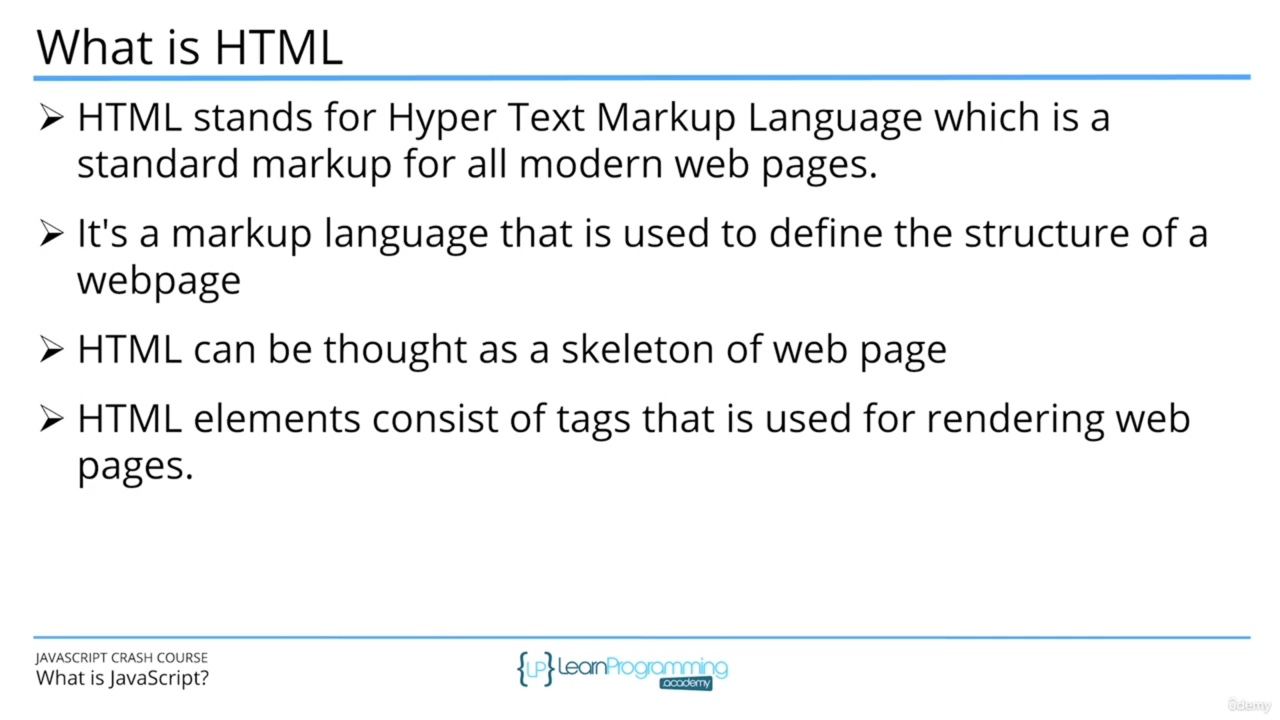 What is HTML
➢ HTML stands for Hyper Text Markup Language which is a
standard markup for all modern web pages.
➢ It's a markup language that is used to define the structure of a
webpage
➢ HTML can be thought as a skeleton of web page
➢ HTML elements consist of tags that is used for rendering web
pages.
JAVASCRIPT CRASH COURSE
What is JavaScript?
{LP} LearnProgramming
academy
ûdemy